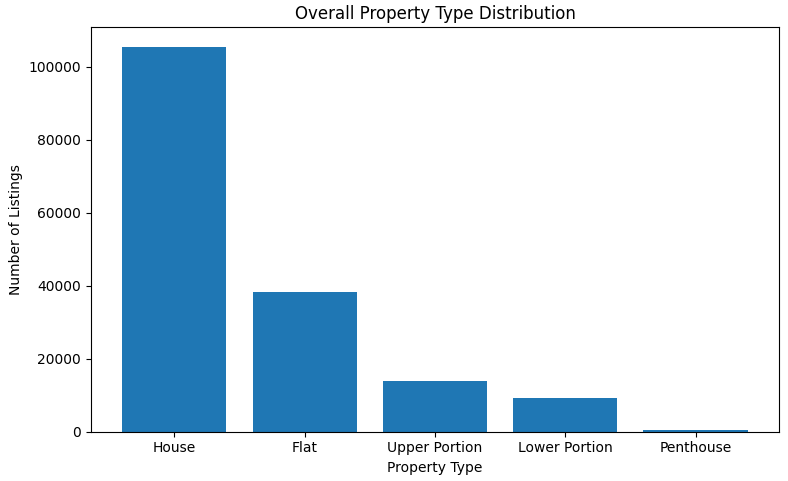 Overall Property Type Distribution
Number of Listings
100000
80000
60000
40000
20000
0
House Flat Upper Portion Lower Portion Penthouse
Property Type